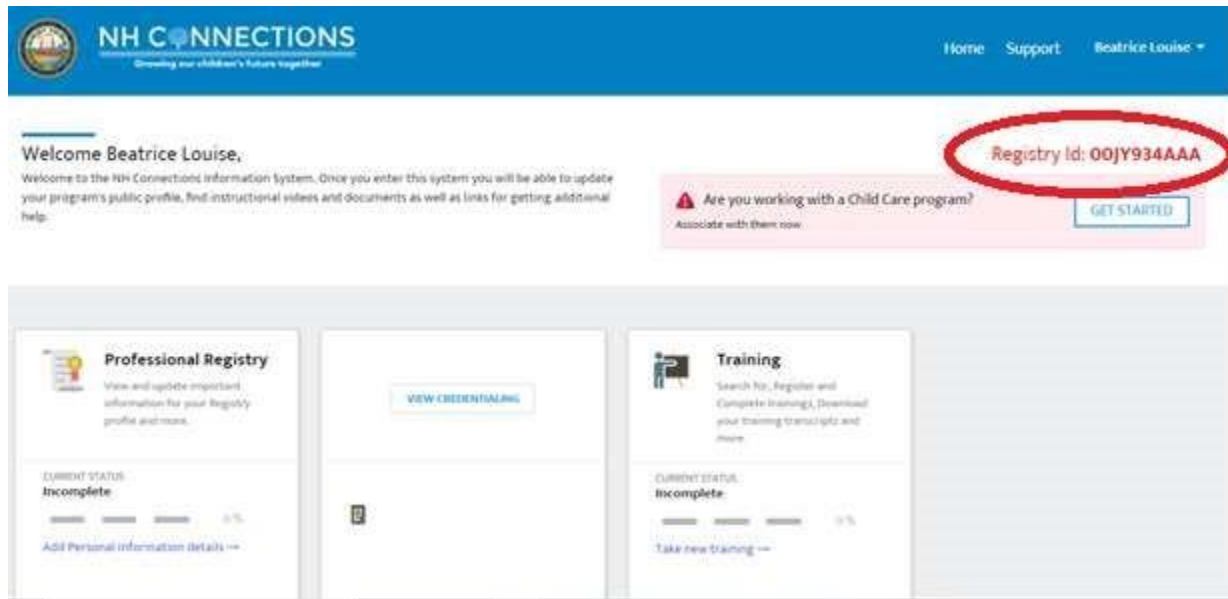 NH CONNECTIONS
Growing our children's future together
Home Support Beatrice Louise
Welcome Beatrice Louise,
Welcome to the NH Connections Information System. Once you enter this system you will be able to update
your program's public profile, find instructional videos and documents as well as links for getting additional
help.
Registry Id: 00JY934AAA
Are you working with a Child Care program?
Associate with them now
GET STARTED
Professional Registry
View and update important
information for your Registry
profile and more.
CURRENT STATUS
Incomplete
0 %
Add Personal Information details →
VIEW CREDENTIALING
Training
Search for, Register and
Complete trainings, Download
your training transcripts and
more
CURRENT STATUS
Incomplete
0 %
Take new training →